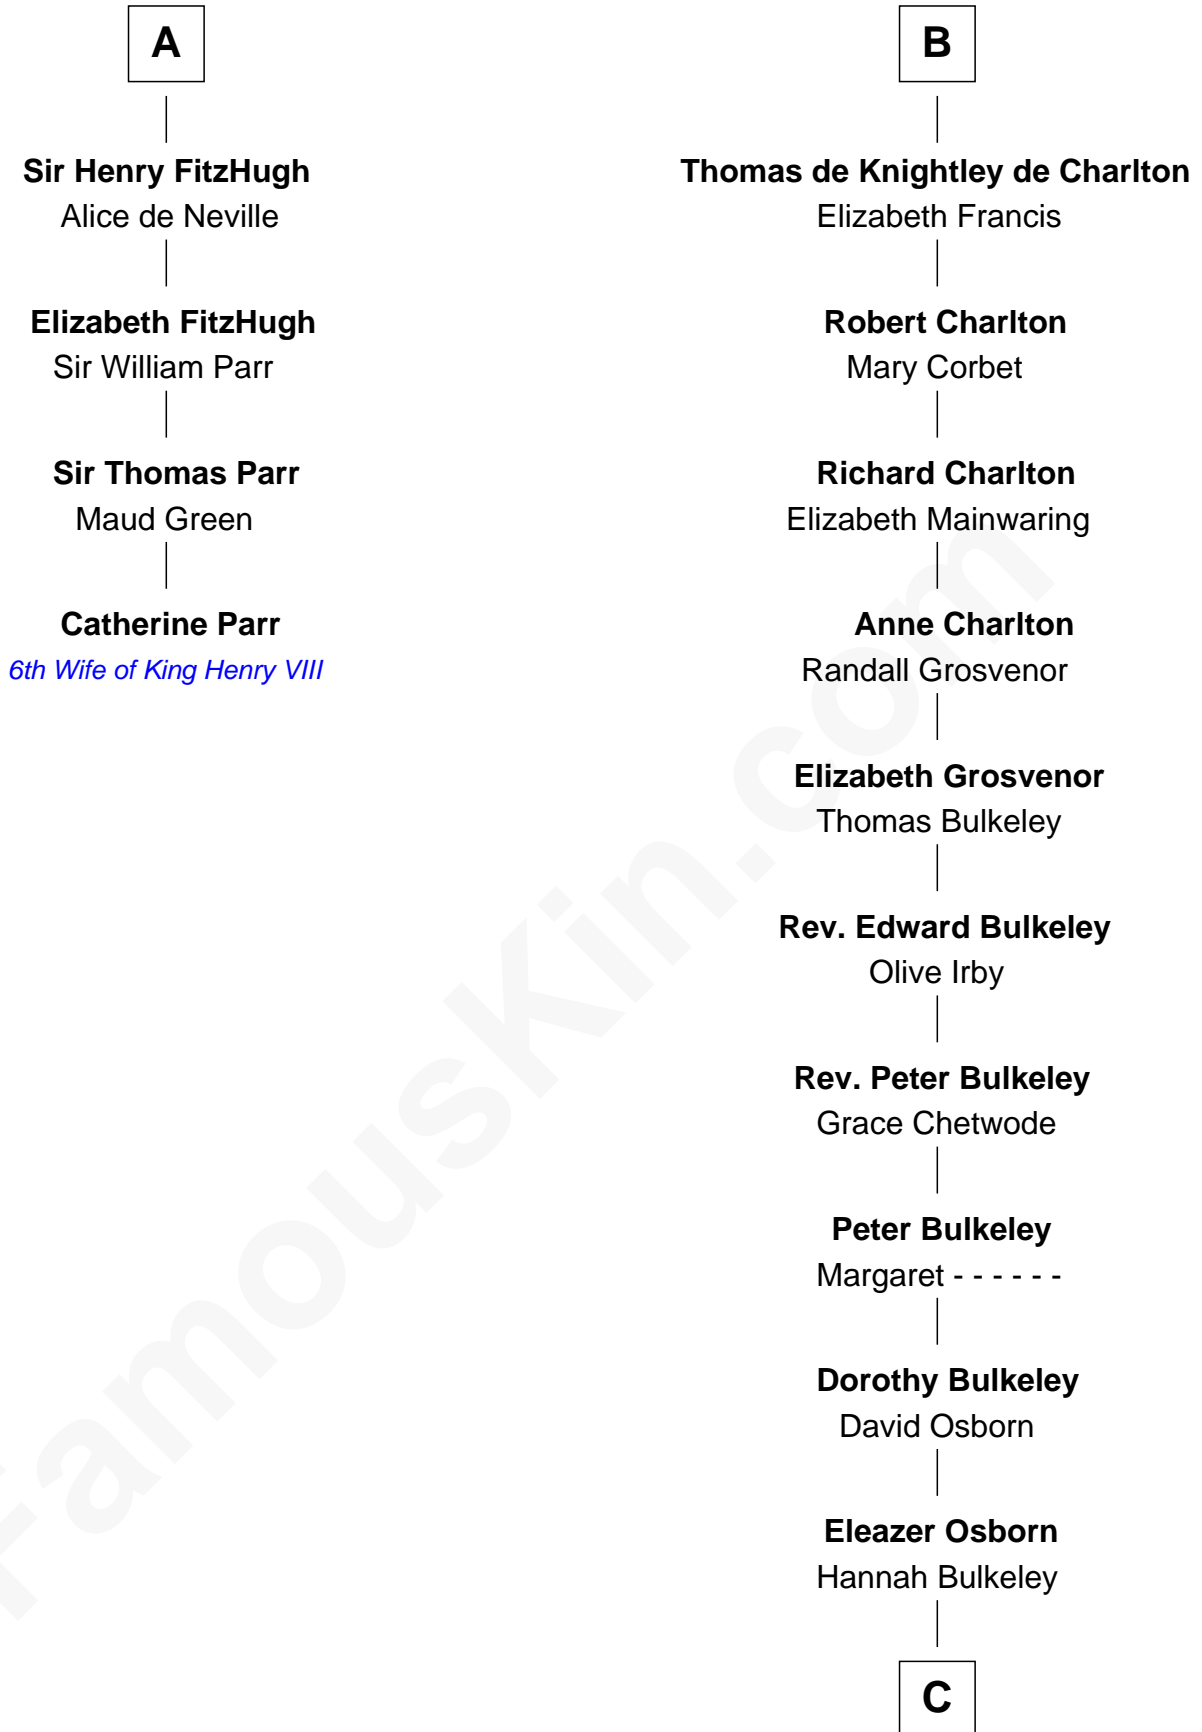 A
Sir Henry FitzHugh
Alice de Neville
Elizabeth FitzHugh
Sir William Parr
Sir Thomas Parr
Maud Green
Catherine Parr
6th Wife of King Henry VIII
B
Thomas de Knightley de Charlton
Elizabeth Francis
Robert Charlton
Mary Corbet
Richard Charlton
Elizabeth Mainwaring
Anne Charlton
Randall Grosvenor
Elizabeth Grosvenor
Thomas Bulkeley
Rev. Edward Bulkeley
Olive Irby
Rev. Peter Bulkeley
Grace Chetwode
Peter Bulkeley
Margaret - - - - - -
Dorothy Bulkeley
David Osborn
Eleazer Osborn
Hannah Bulkeley
C
FamousKin.com